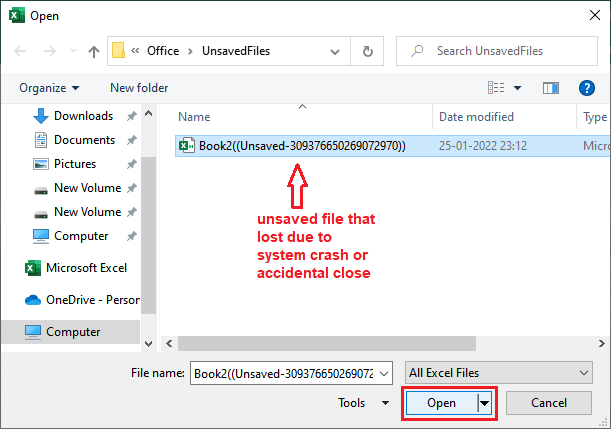 Open
« Office › UnsavedFiles
Search UnsavedFiles
Organize
New folder
?
Name
Date modified
Type
Downloads
Documents
Pictures
New Volume
New Volume
Computer
Microsoft Excel
OneDrive - Person
Computer
Book2((Unsaved-309376650269072970))
25-01-2022 23:12
Micro
unsaved file that
lost due to
system crash or
accidental close
File name:
Book2((Unsaved-30937665026907
All Excel Files
Tools
Open
Cancel